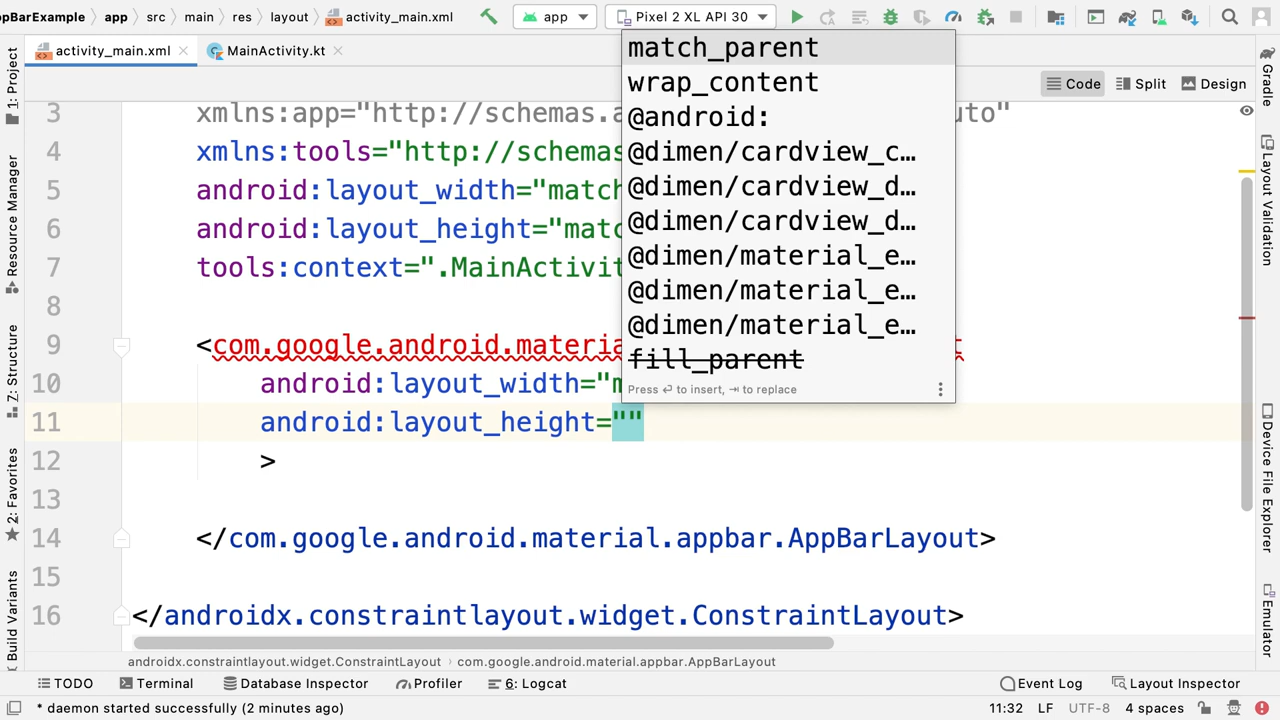 pBarExample › app › src › main › res › layout › activity_main.xml app Pixel 2 XL API 30
activity_main.xml MainActivity.kt
Code Split Design
3 xmlns:app="http://schemas.a uto"
4 xmlns:tools="http://schemas
5 android:layout_width="match
6 android:layout_height="matc
7 tools:context=".MainActivit
8
9 <com.google.android.materia t
10 android:layout_width="m
11 android:layout_height=""
12 >
13
14 </com.google.android.material.appbar.AppBarLayout>
15
16 </androidx.constraintlayout.widget.ConstraintLayout>
match_parent
wrap_content
@android:
@dimen/cardview_c…
@dimen/cardview_d…
@dimen/cardview_d…
@dimen/material_e…
@dimen/material_e…
@dimen/material_e…
fill_parent
Press ⏎ to insert, ⇥ to replace
androidx.constraintlayout.widget.ConstraintLayout › com.google.android.material.appbar.AppBarLayout
TODO Terminal Database Inspector Profiler 6: Logcat Event Log Layout Inspector
* daemon started successfully (2 minutes ago) 11:32 LF UTF-8 4 spaces
1: Project
Resource Manager
Z: Structure
2: Favorites
Build Variants
Gradle
Layout Validation
Device File Explorer
Emulator